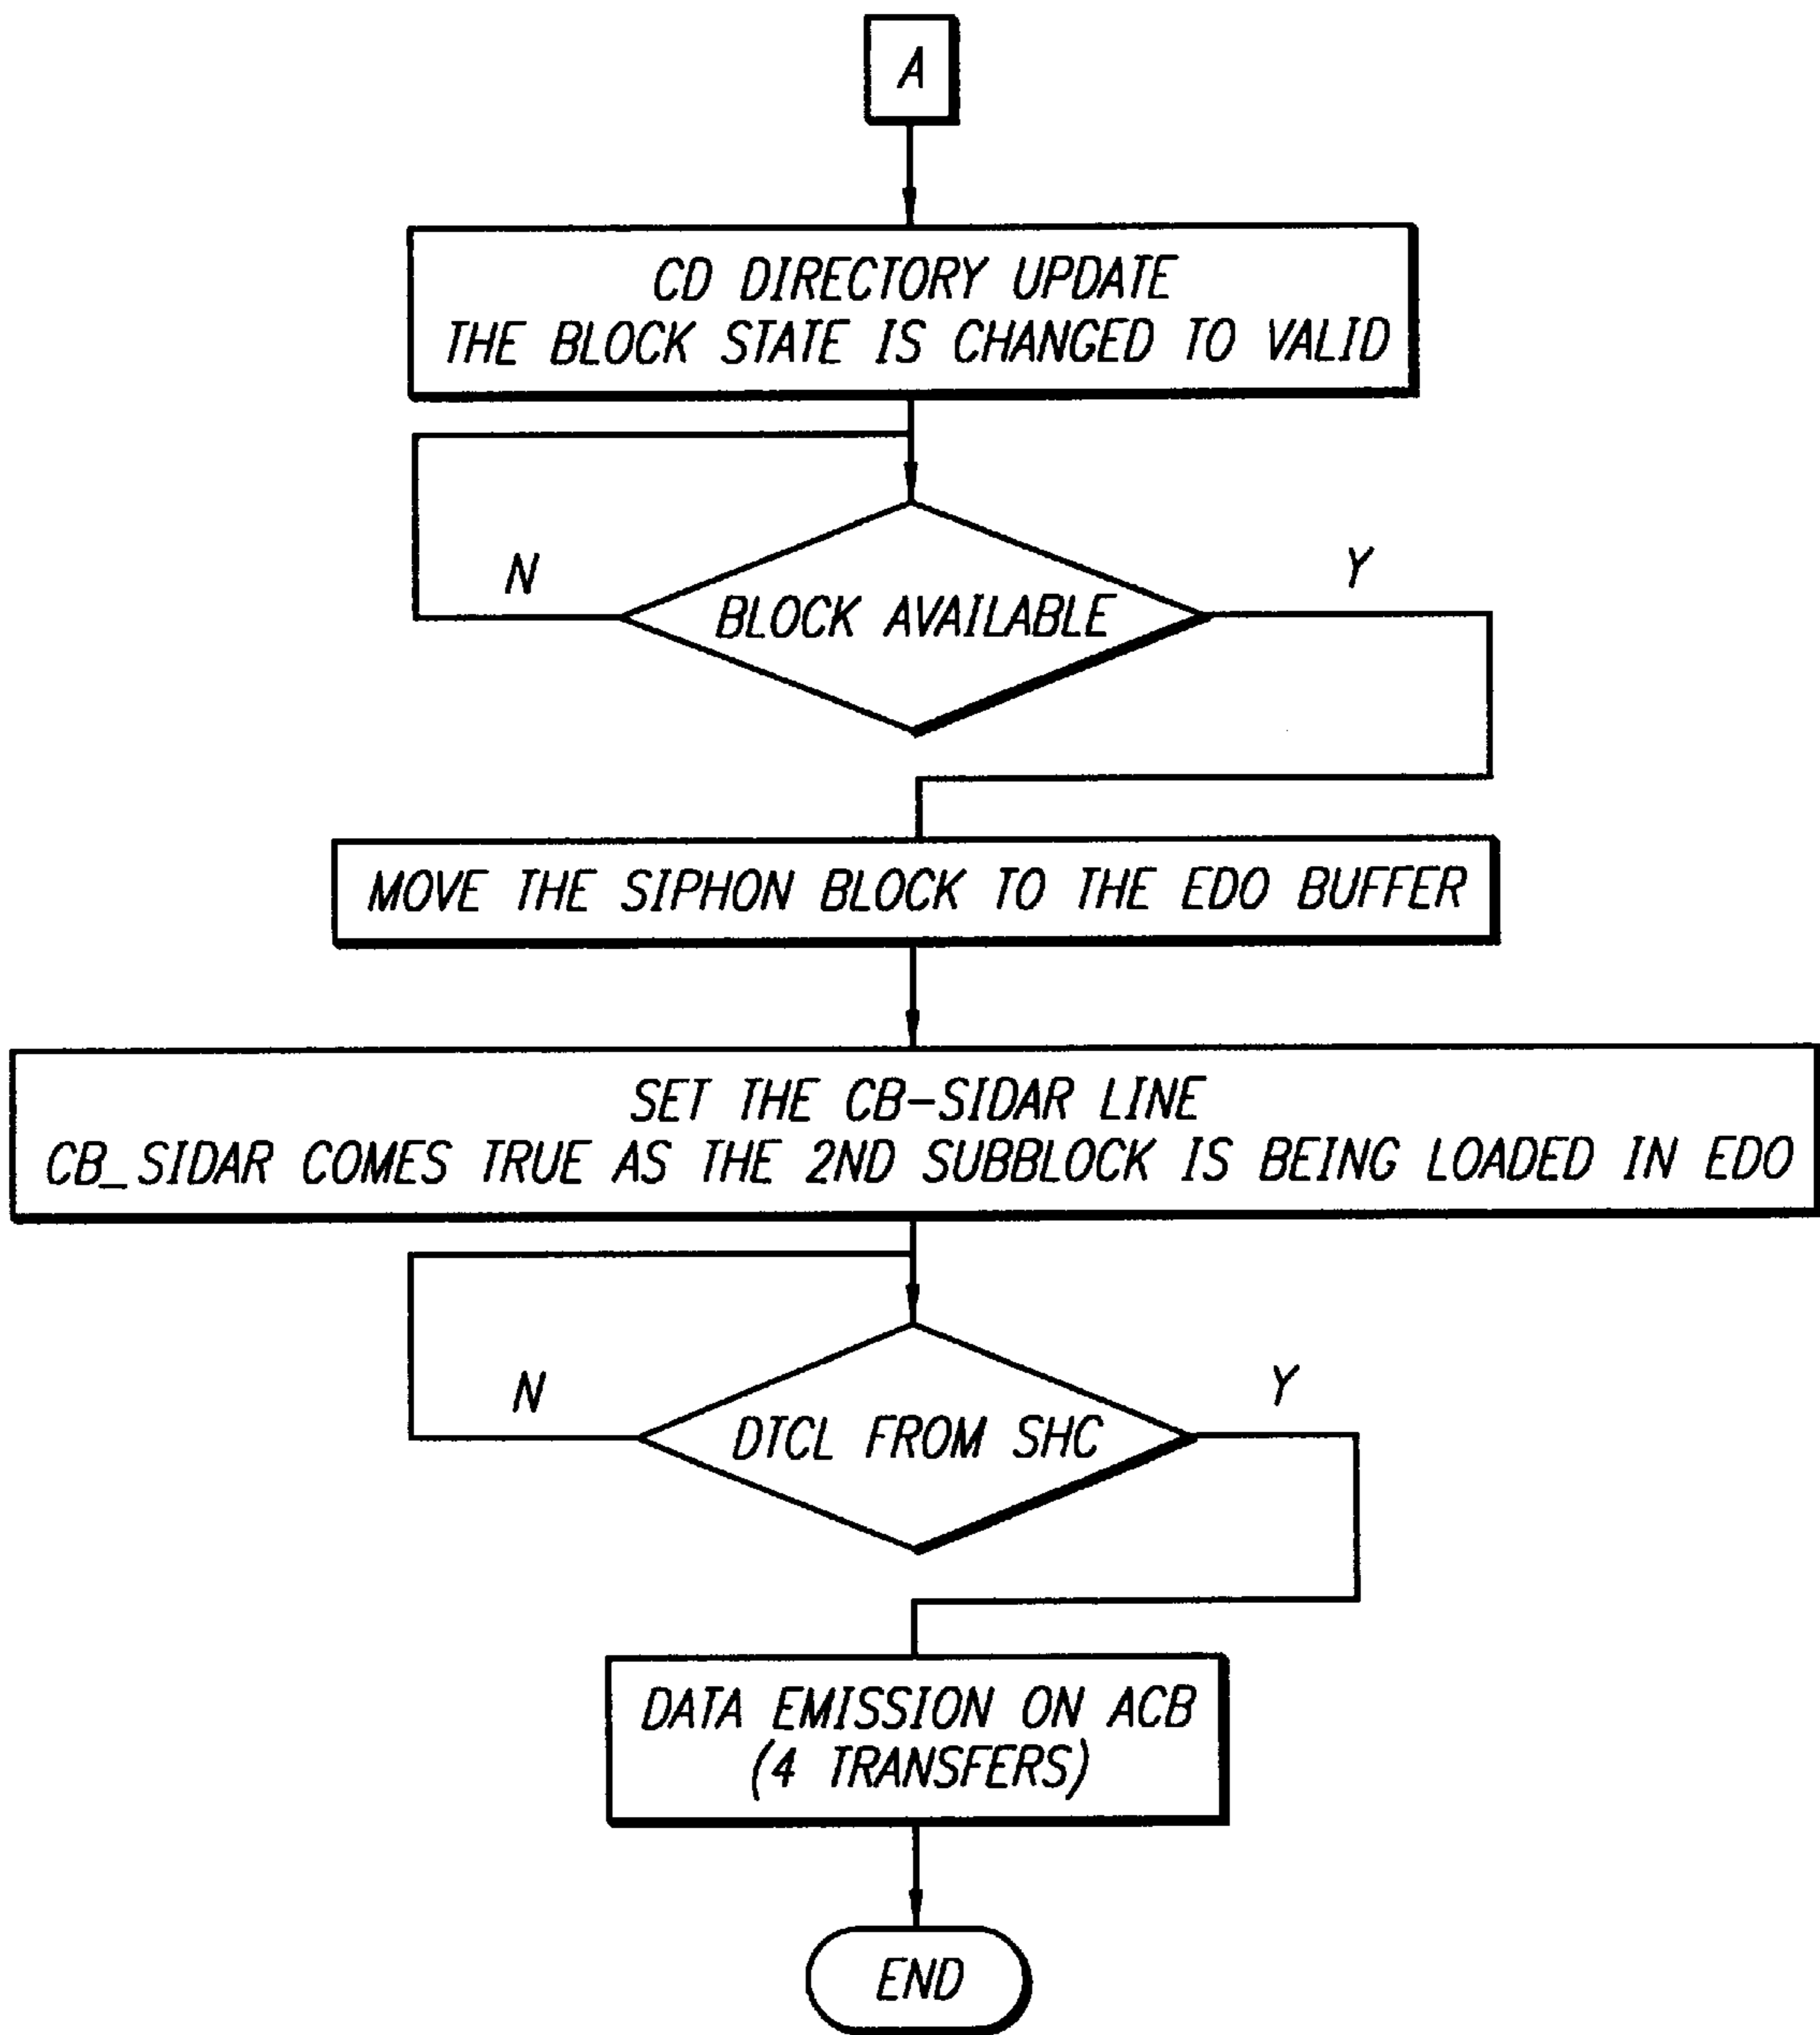 A
CD DIRECTORY UPDATE
THE BLOCK STATE IS CHANGED TO VALID
N
Y
BLOCK AVAILABLE
MOVE THE SIPHON BLOCK TO THE EDO BUFFER
SET THE CB-SIDAR LINE
CB_SIDAR COMES TRUE AS THE 2ND SUBBLOCK IS BEING LOADED IN EDO
N
Y
DTCL FROM SHC
DATA EMISSION ON ACB
(4 TRANSFERS)
END